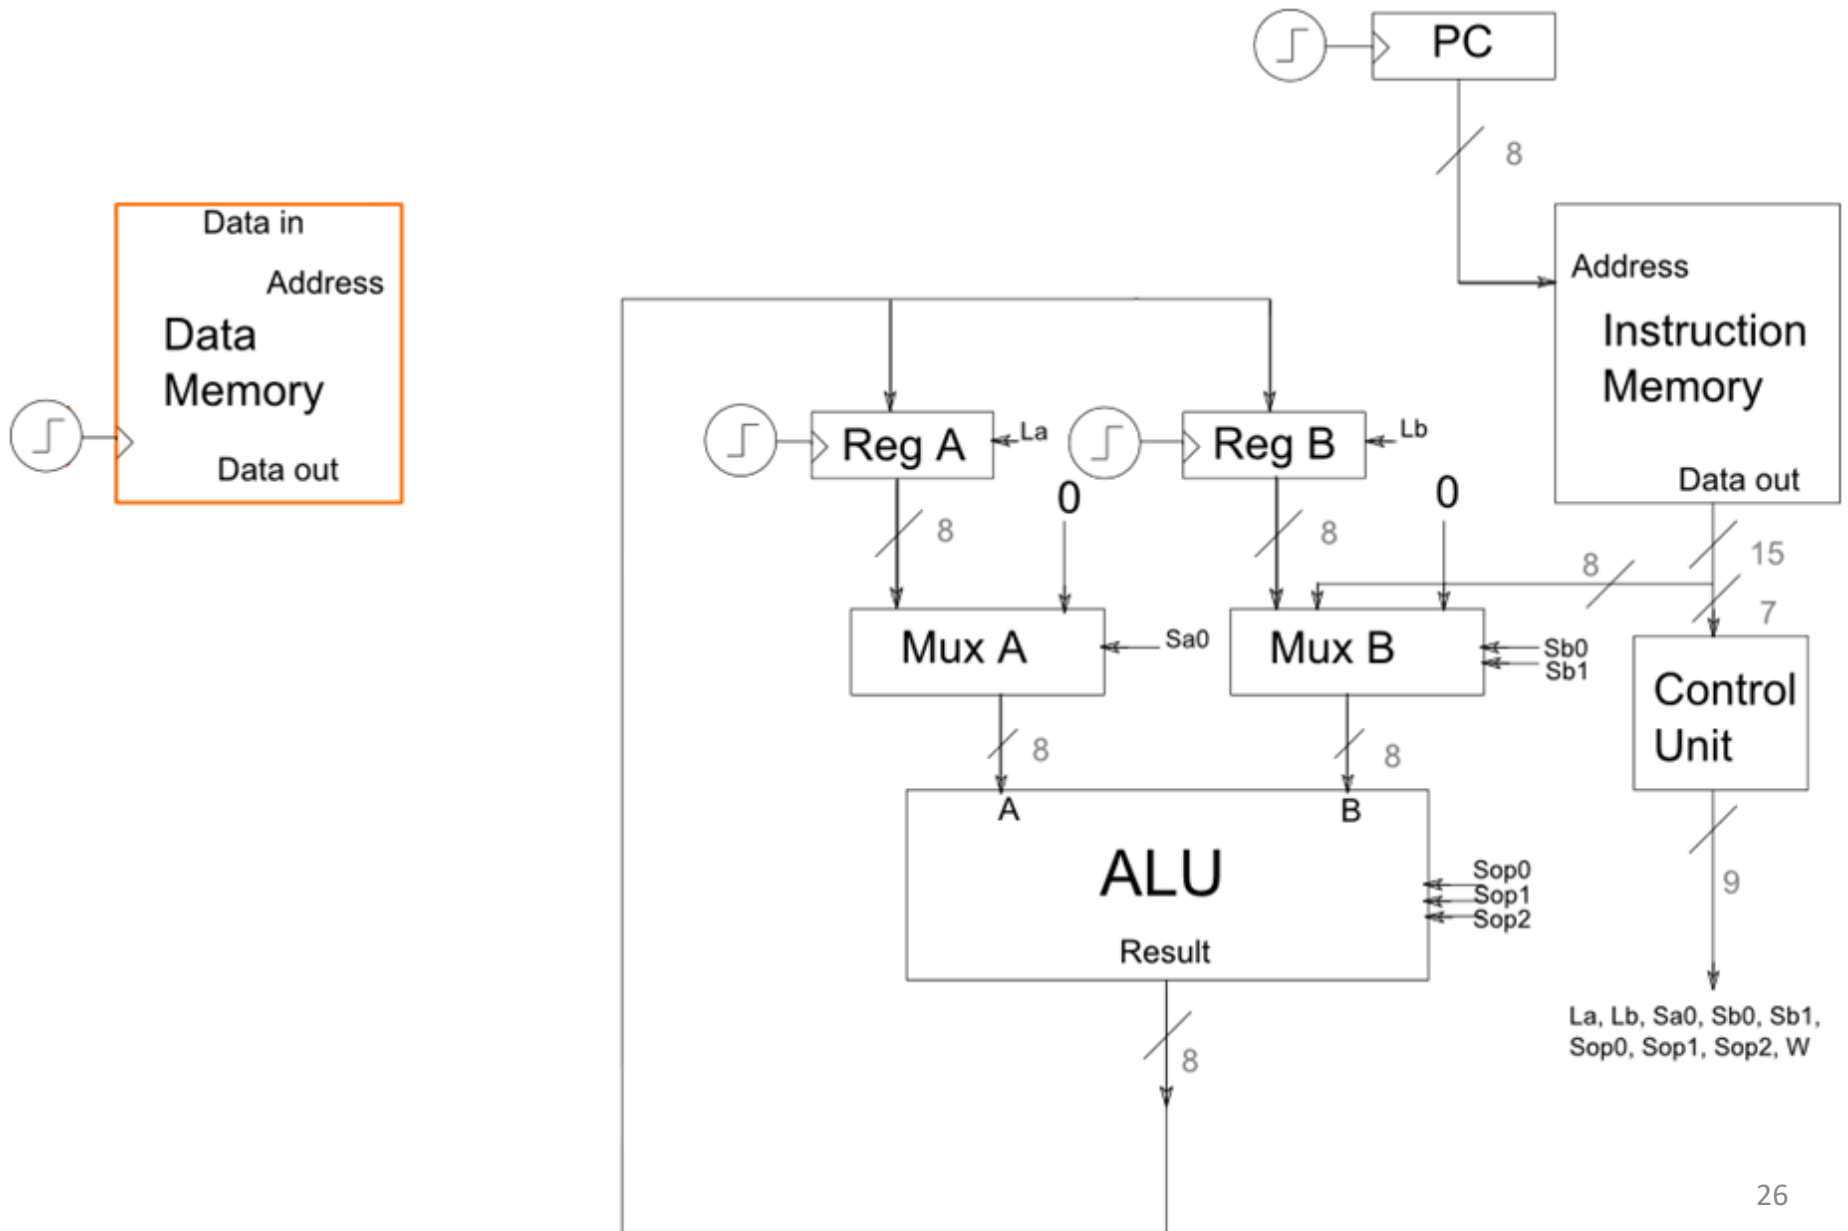 PC
8
Data in
Address
Data
Memory
Data out
Address
Instruction
Memory
Data out
Reg A
La
Reg B
Lb
0
0
8
8
15
8
7
Mux A
Sa0
Mux B
Sb0
Sb1
Control
Unit
8
8
A
B
ALU
Sop0
Sop1
Sop2
9
Result
La, Lb, Sa0, Sb0, Sb1,
Sop0, Sop1, Sop2, W
8
26